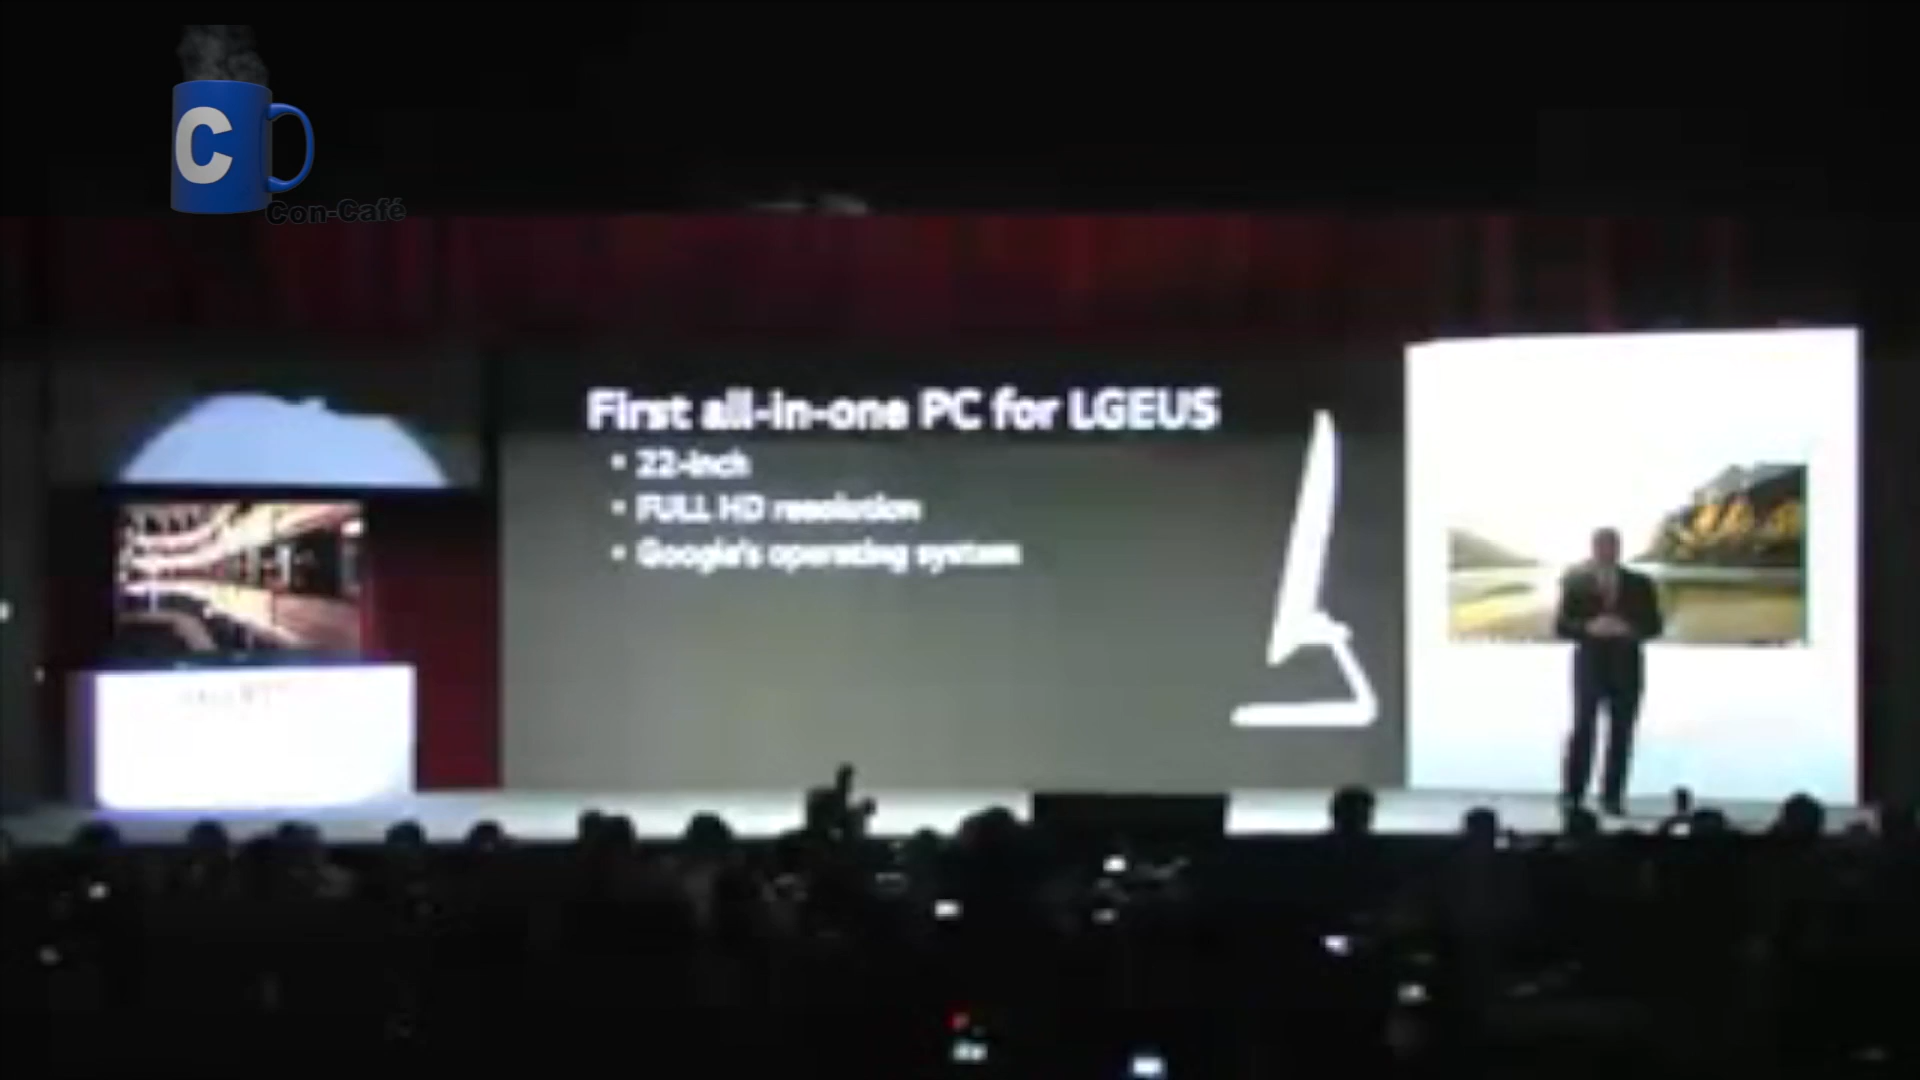 C
Con-Café
First all-in-one PC for LGEUS
• 22-inch
• FULL HD resolution
• Google's operating system